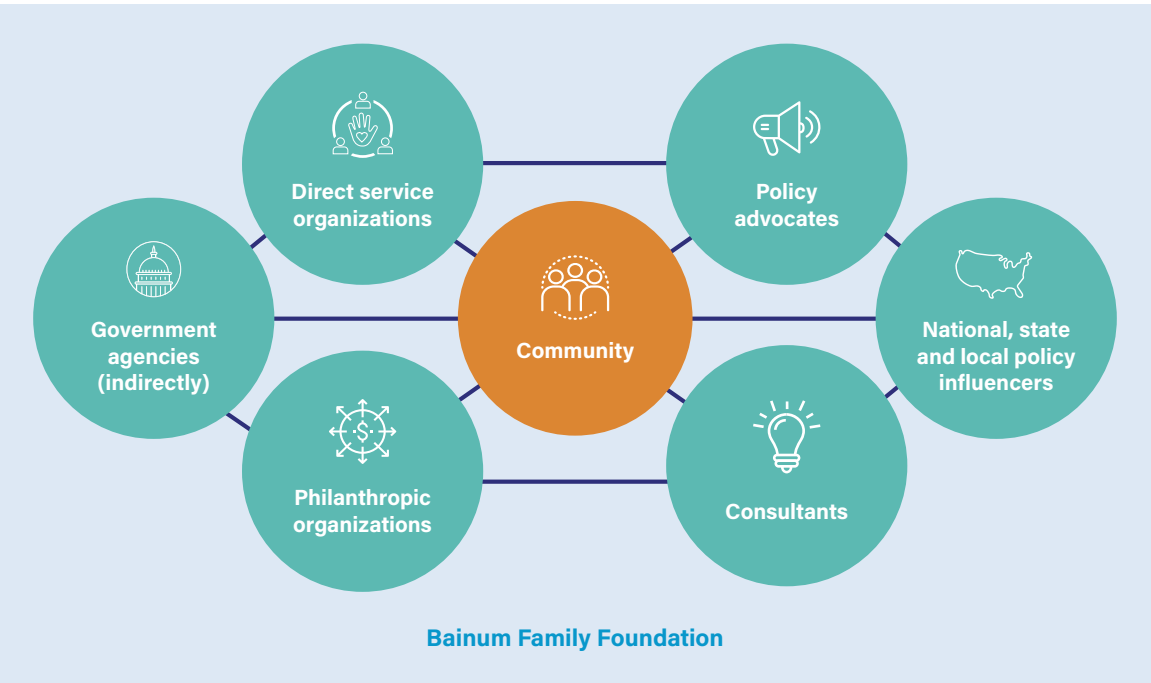 Direct service
organizations
Policy
advocates
Government
agencies
(indirectly)
Community
National, state
and local policy
influencers
Philanthropic
organizations
$
Consultants
Bainum Family Foundation